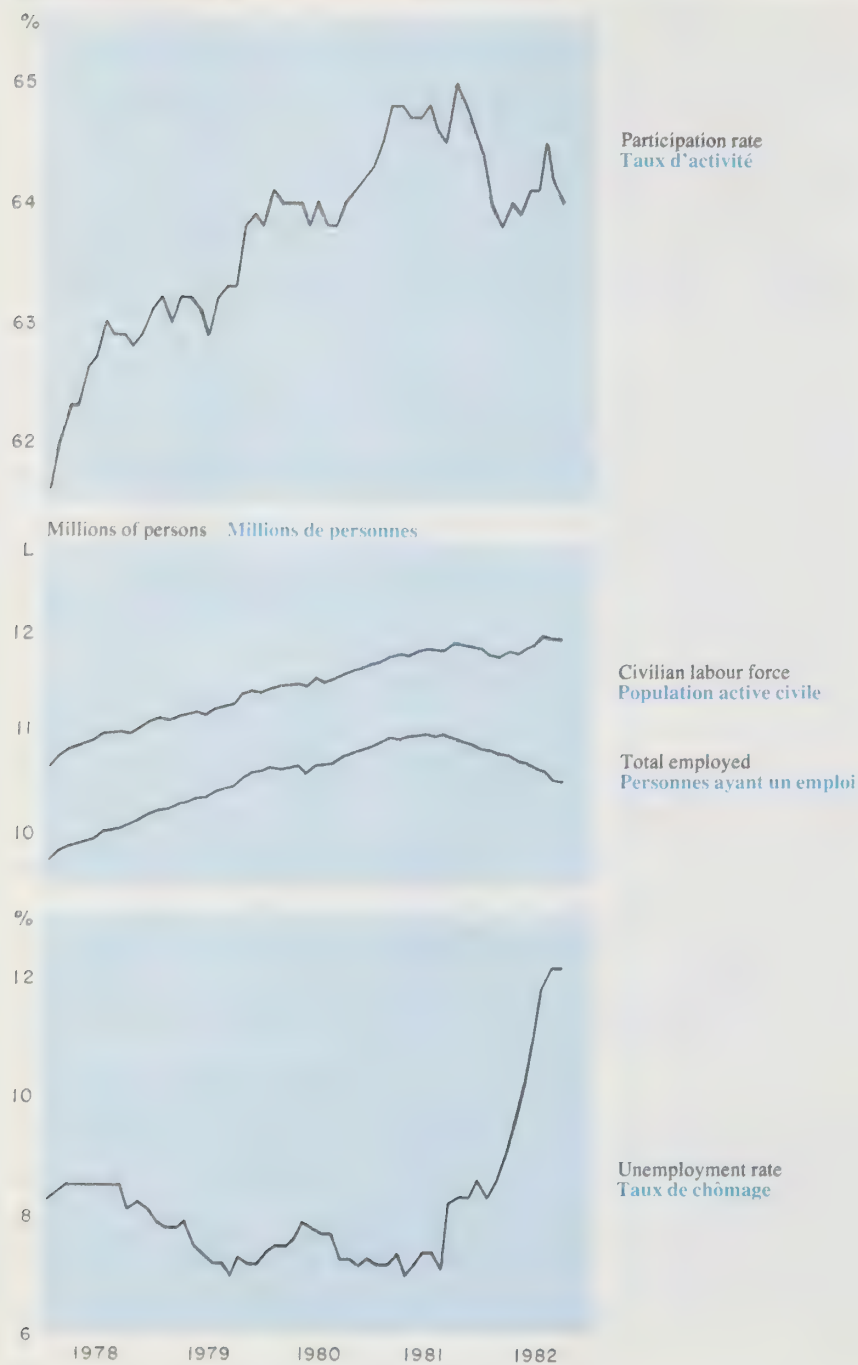 %
65
Participation rate
Taux d'activité
64
63
62
Millions of persons Millions de personnes
L
12
Civilian labour force
Population active civile
11
Total employed
Personnes ayant un emploi
10
%
12
10
Unemployment rate
Taux de chômage
8
6
1978 1979 1980 1981 1982